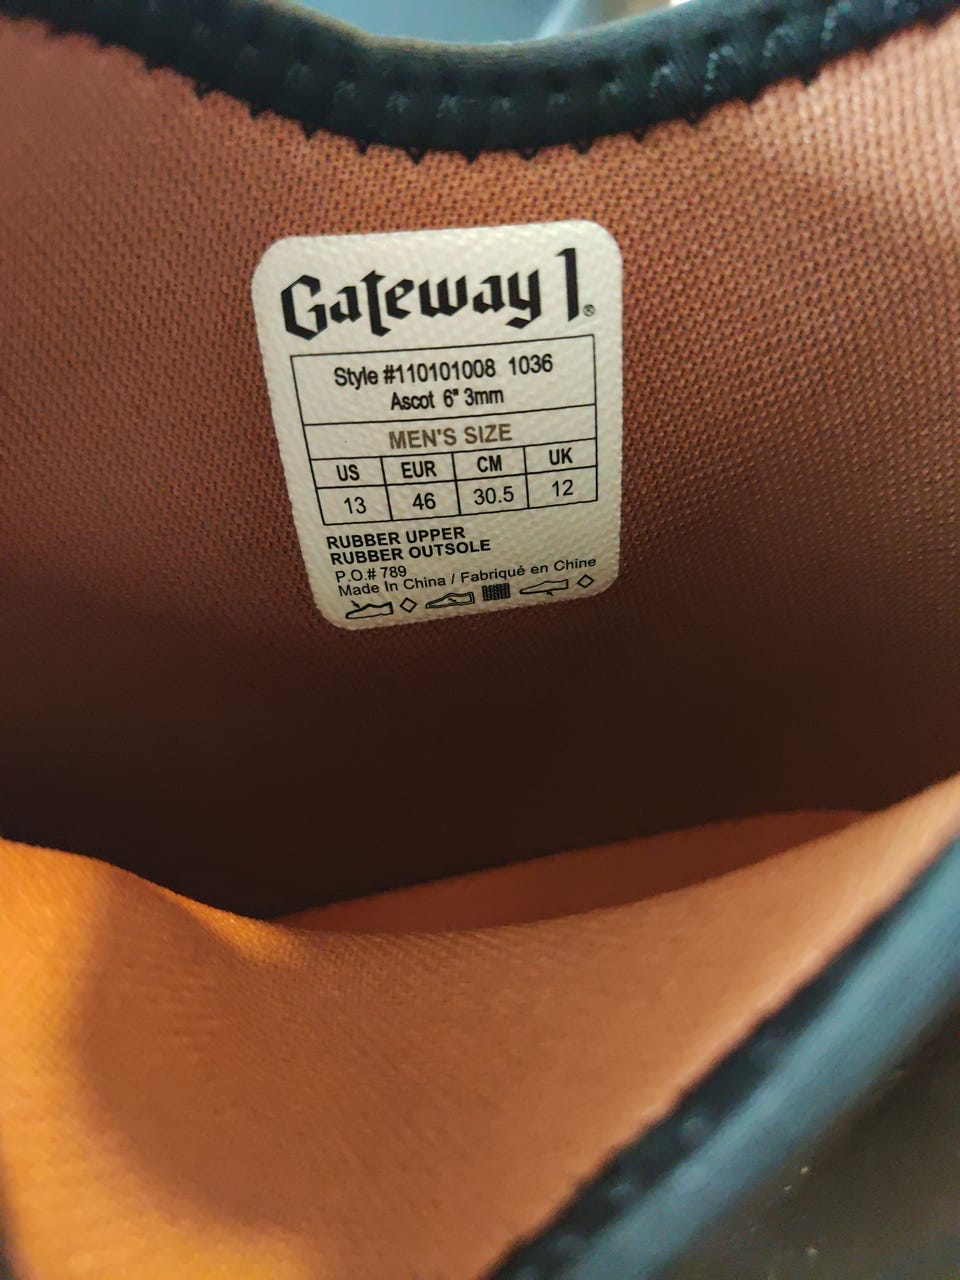 Gateway 1®
Style #110101008 1036
Ascot 6" 3mm
MEN'S SIZE
US EUR CM UK
13 46 30.5 12
RUBBER UPPER
RUBBER OUTSOLE
P.O.# 789
Made In China / Fabriqué en Chine